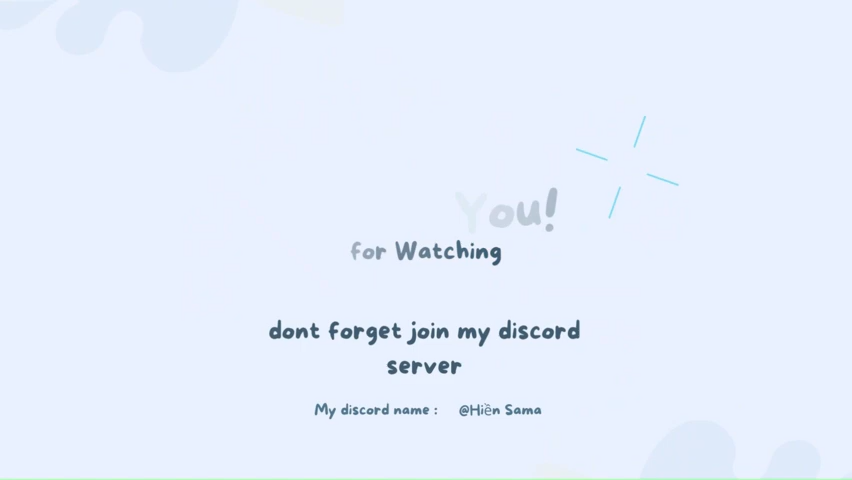 You!
for Watching
dont forget join my discord
server
My discord name : @Hiền Sama